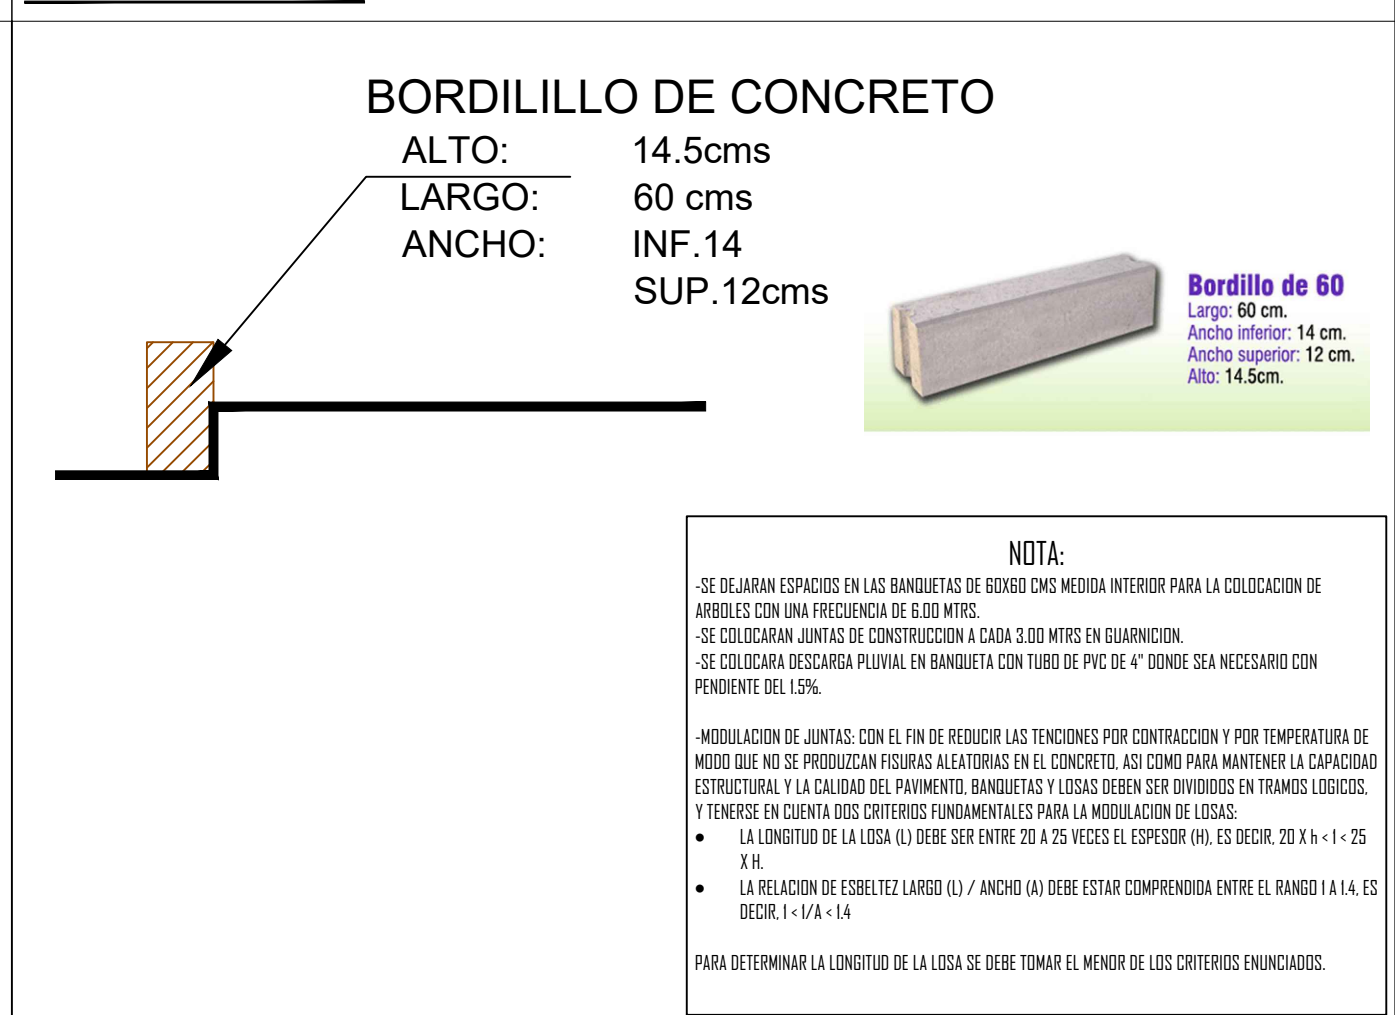 BORDILILLO DE CONCRETO
ALTO: 14.5cms
LARGO: 60 cms
ANCHO: INF.14
SUP.12cms
Bordillo de 60
Largo: 60 cm.
Ancho inferior: 14 cm.
Ancho superior: 12 cm.
Alto: 14.5cm.
NOTA:
-SE DEJARAN ESPACIOS EN LAS BANQUETAS DE 60X60 CMS MEDIDA INTERIOR PARA LA COLOCACION DE
ARBOLES CON UNA FRECUENCIA DE 6.00 MTRS.
-SE COLOCARAN JUNTAS DE CONSTRUCCION A CADA 3.00 MTRS EN GUARNICION.
-SE COLOCARA DESCARGA PLUVIAL EN BANQUETA CON TUBO DE PVC DE 4" DONDE SEA NECESARIO CON
PENDIENTE DEL 1.5%.
-MODULACION DE JUNTAS: CON EL FIN DE REDUCIR LAS TENCIONES POR CONTRACCION Y POR TEMPERATURA DE
MODO QUE NO SE PRODUZCAN FISURAS ALEATORIAS EN EL CONCRETO, ASI COMO PARA MANTENER LA CAPACIDAD
ESTRUCTURAL Y LA CALIDAD DEL PAVIMENTO, BANQUETAS Y LOSAS DEBEN SER DIVIDIDOS EN TRAMOS LOGICOS,
Y TENERSE EN CUENTA DOS CRITERIOS FUNDAMENTALES PARA LA MODULACION DE LOSAS:
• LA LONGITUD DE LA LOSA (L) DEBE SER ENTRE 20 A 25 VECES EL ESPESOR (H), ES DECIR, 20 X h < 1 < 25
X H.
• LA RELACION DE ESBELTEZ LARGO (L) / ANCHO (A) DEBE ESTAR COMPRENDIDA ENTRE EL RANGO 1 A 1.4, ES
DECIR, 1 < 1/A < 1.4
PARA DETERMINAR LA LONGITUD DE LA LOSA SE DEBE TOMAR EL MENOR DE LOS CRITERIOS ENUNCIADOS.